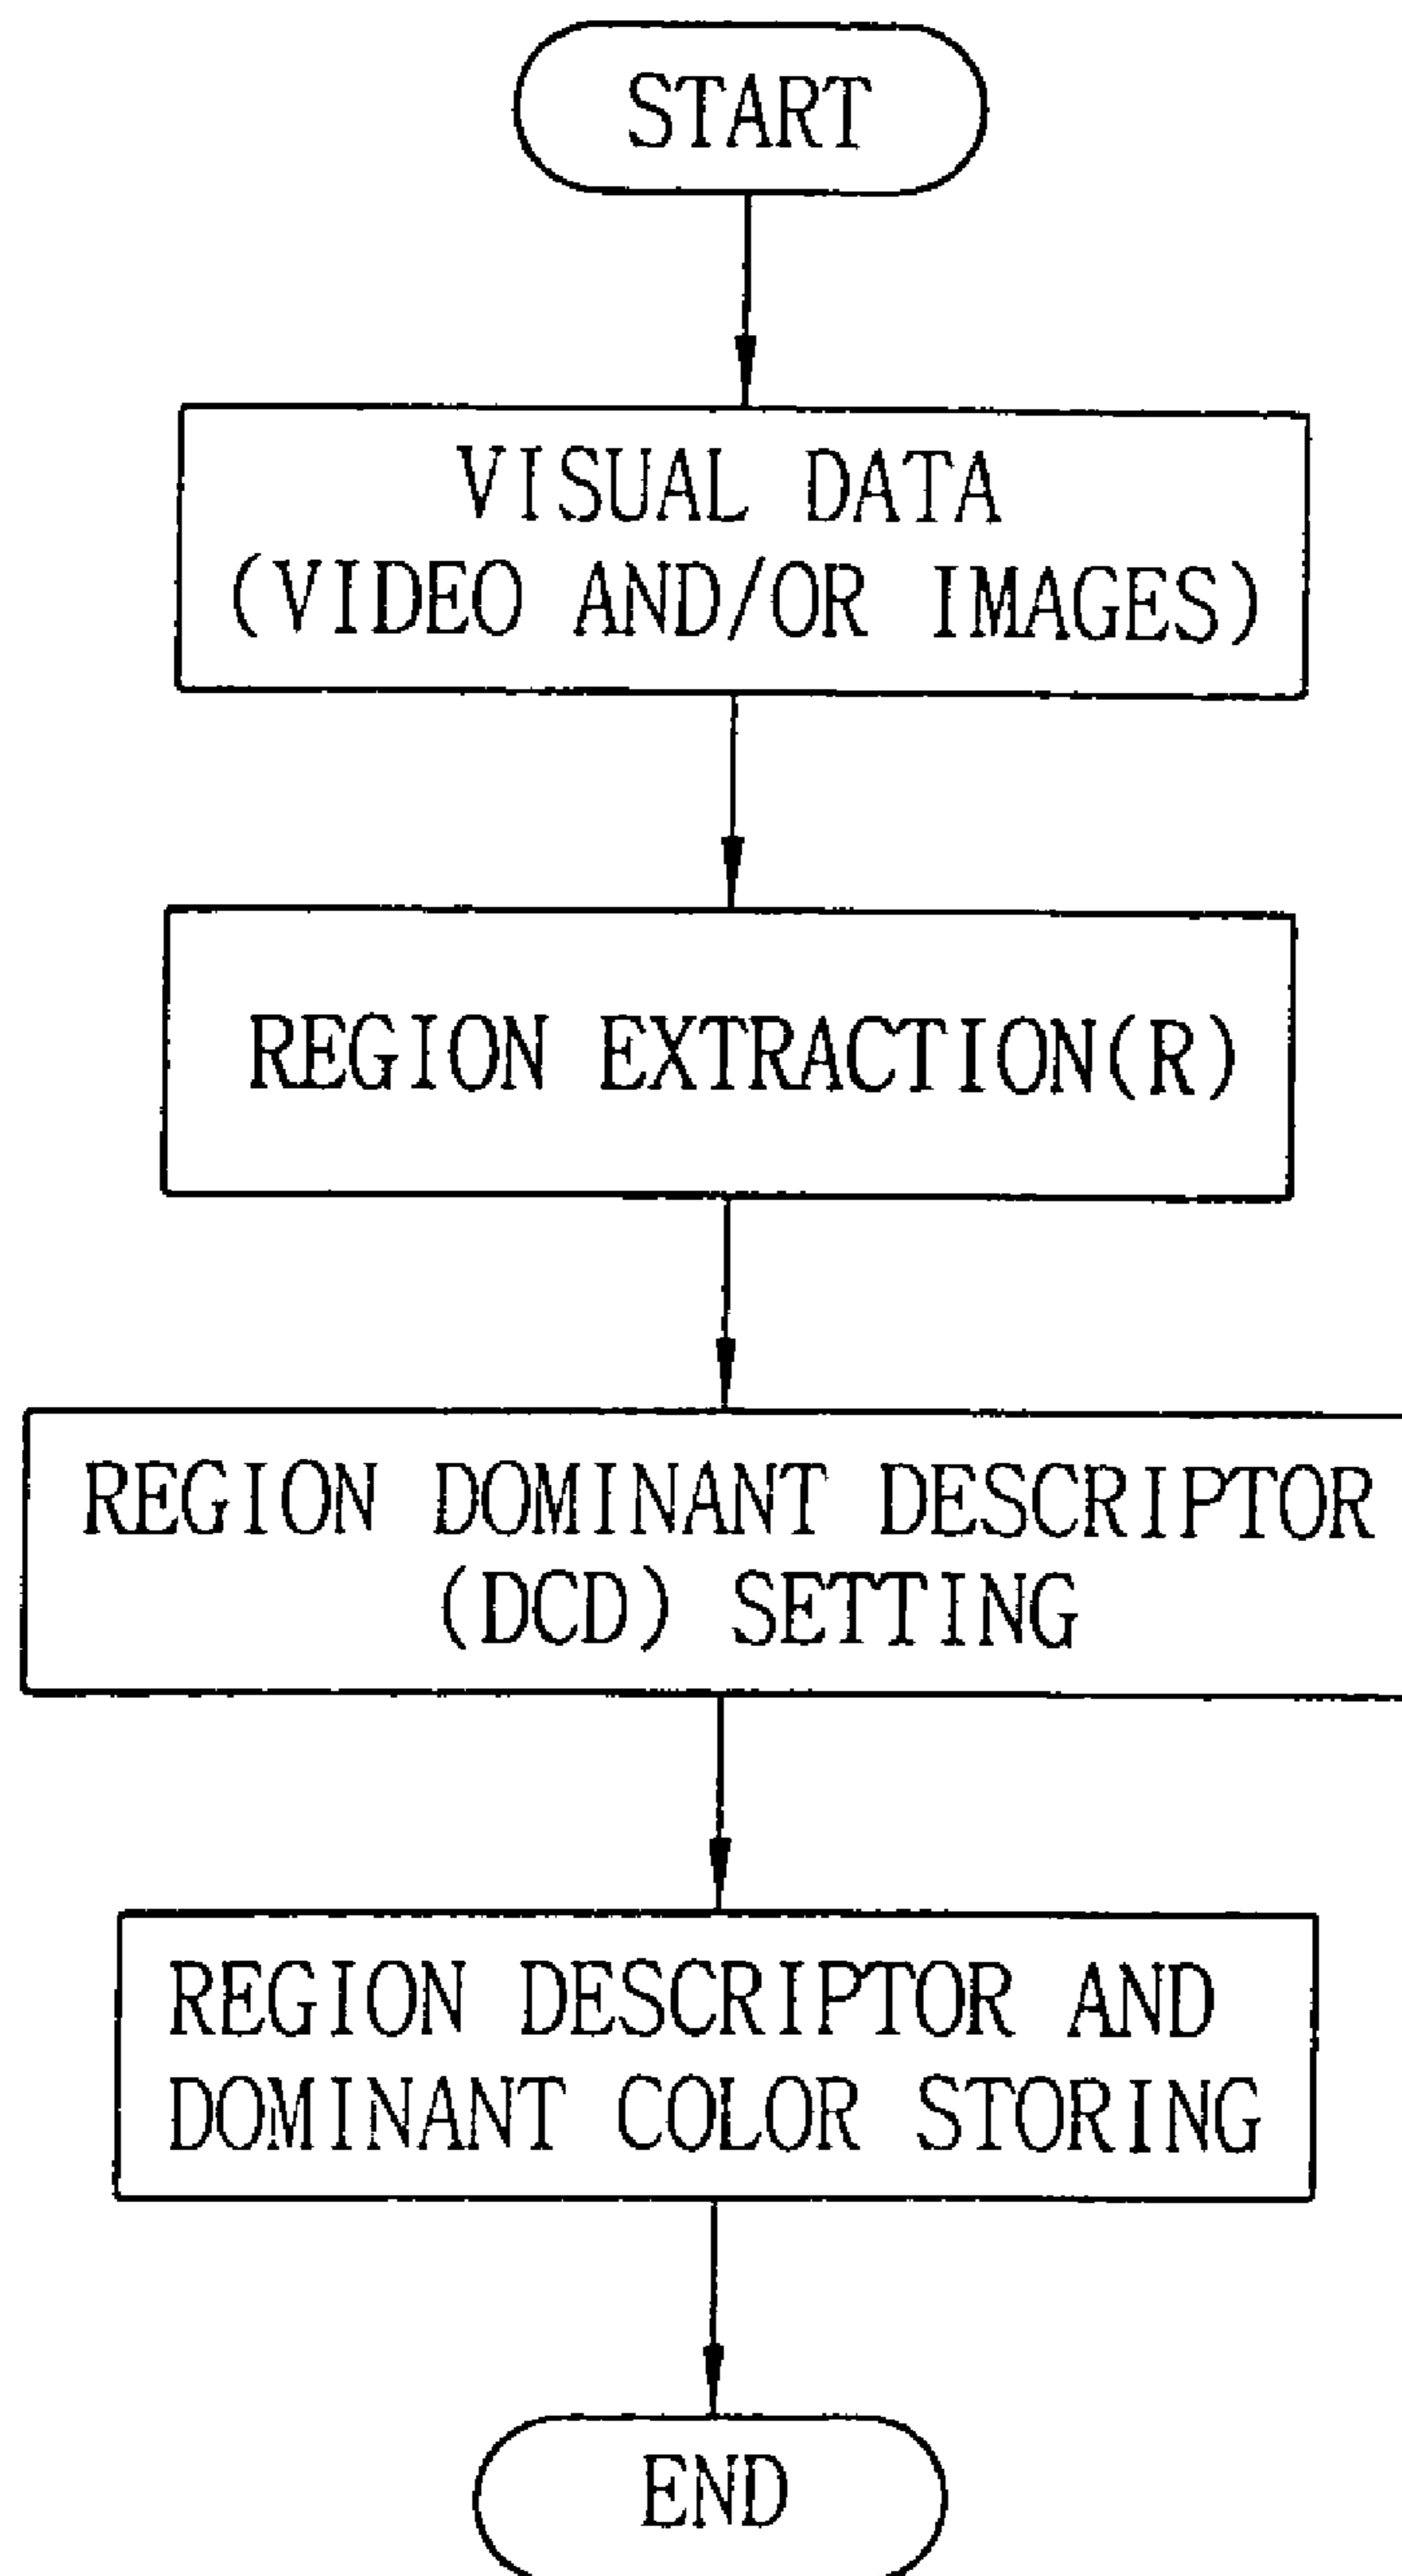 START
VISUAL DATA
(VIDEO AND/OR IMAGES)
REGION EXTRACTION(R)
REGION DOMINANT DESCRIPTOR
(DCD) SETTING
REGION DESCRIPTOR AND
DOMINANT COLOR STORING
END